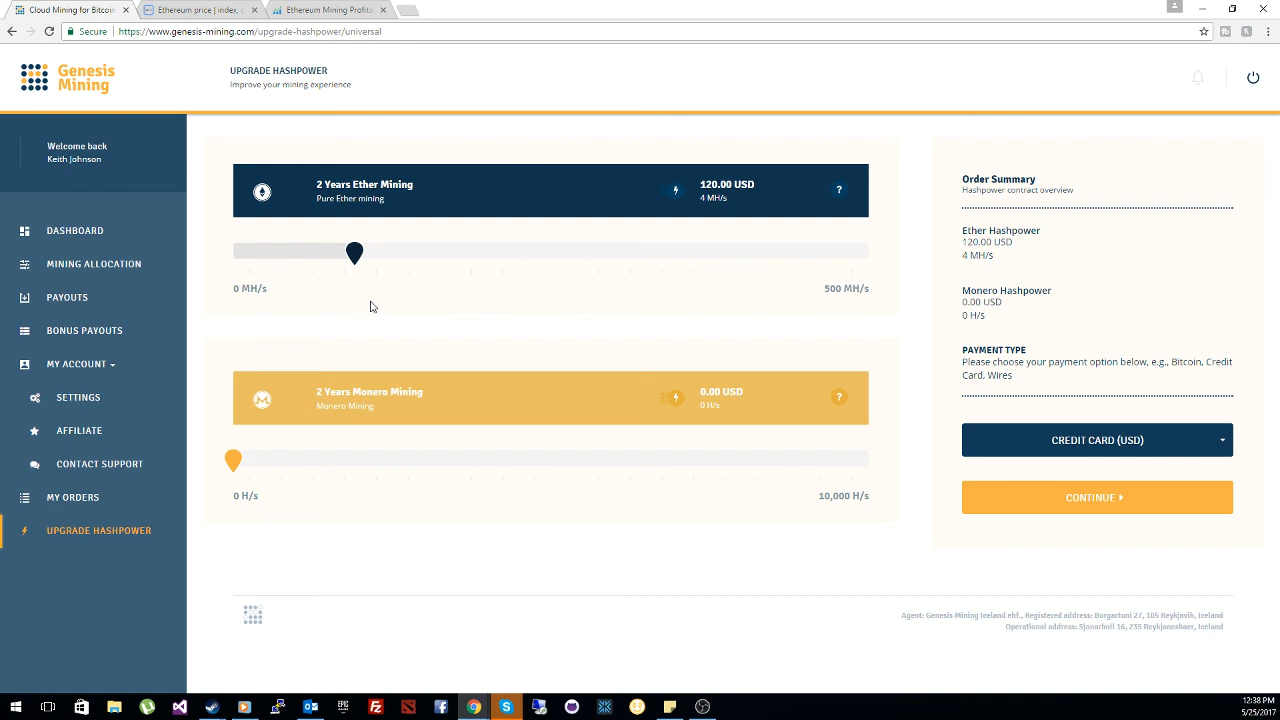 Cloud Mining for Bitcoin
Ethereum price | index, c
Ethereum Mining Profita
Secure
https://www.genesis-mining.com/upgrade-hashpower/universal
Genesis
Mining
UPGRADE HASHPOWER
Improve your mining experience
Welcome back
Keith Johnson
DASHBOARD
MINING ALLOCATION
PAYOUTS
BONUS PAYOUTS
MY ACCOUNT
SETTINGS
AFFILIATE
CONTACT SUPPORT
MY ORDERS
UPGRADE HASHPOWER
2 Years Ether Mining
Pure Ether mining
120.00 USD
4 MH/s
?
0 MH/s
500 MH/s
2 Years Monero Mining
Monero Mining
0.00 USD
0 H/s
?
0 H/s
10,000 H/s
Order Summary
Hashpower contract overview
Ether Hashpower
120.00 USD
4 MH/s
Monero Hashpower
0.00 USD
0 H/s
PAYMENT TYPE
Please choose your payment option below, e.g., Bitcoin, Credit
Card, Wires
CREDIT CARD (USD)
CONTINUE
Agent: Genesis Mining Iceland ehf., Registered address: Borgartuni 27, 105 Reykjavik, Iceland
Operational address: Sjonarholl 16, 235 Reykjanesbaer, Iceland
EPIC
12:38 PM
5/25/2017